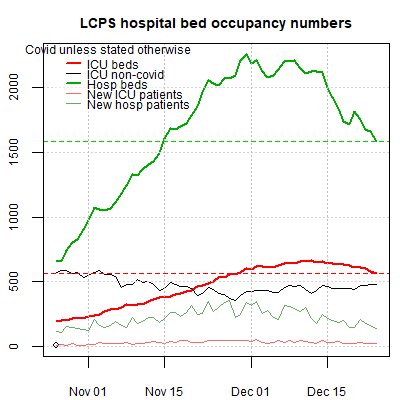 LCPS hospital bed occupancy numbers
Covid unless stated otherwise
ICU beds
ICU non-covid
Hosp beds
New ICU patients
New hosp patients
2000
1500
1000
500
0
Nov 01 Nov 15 Dec 01 Dec 15